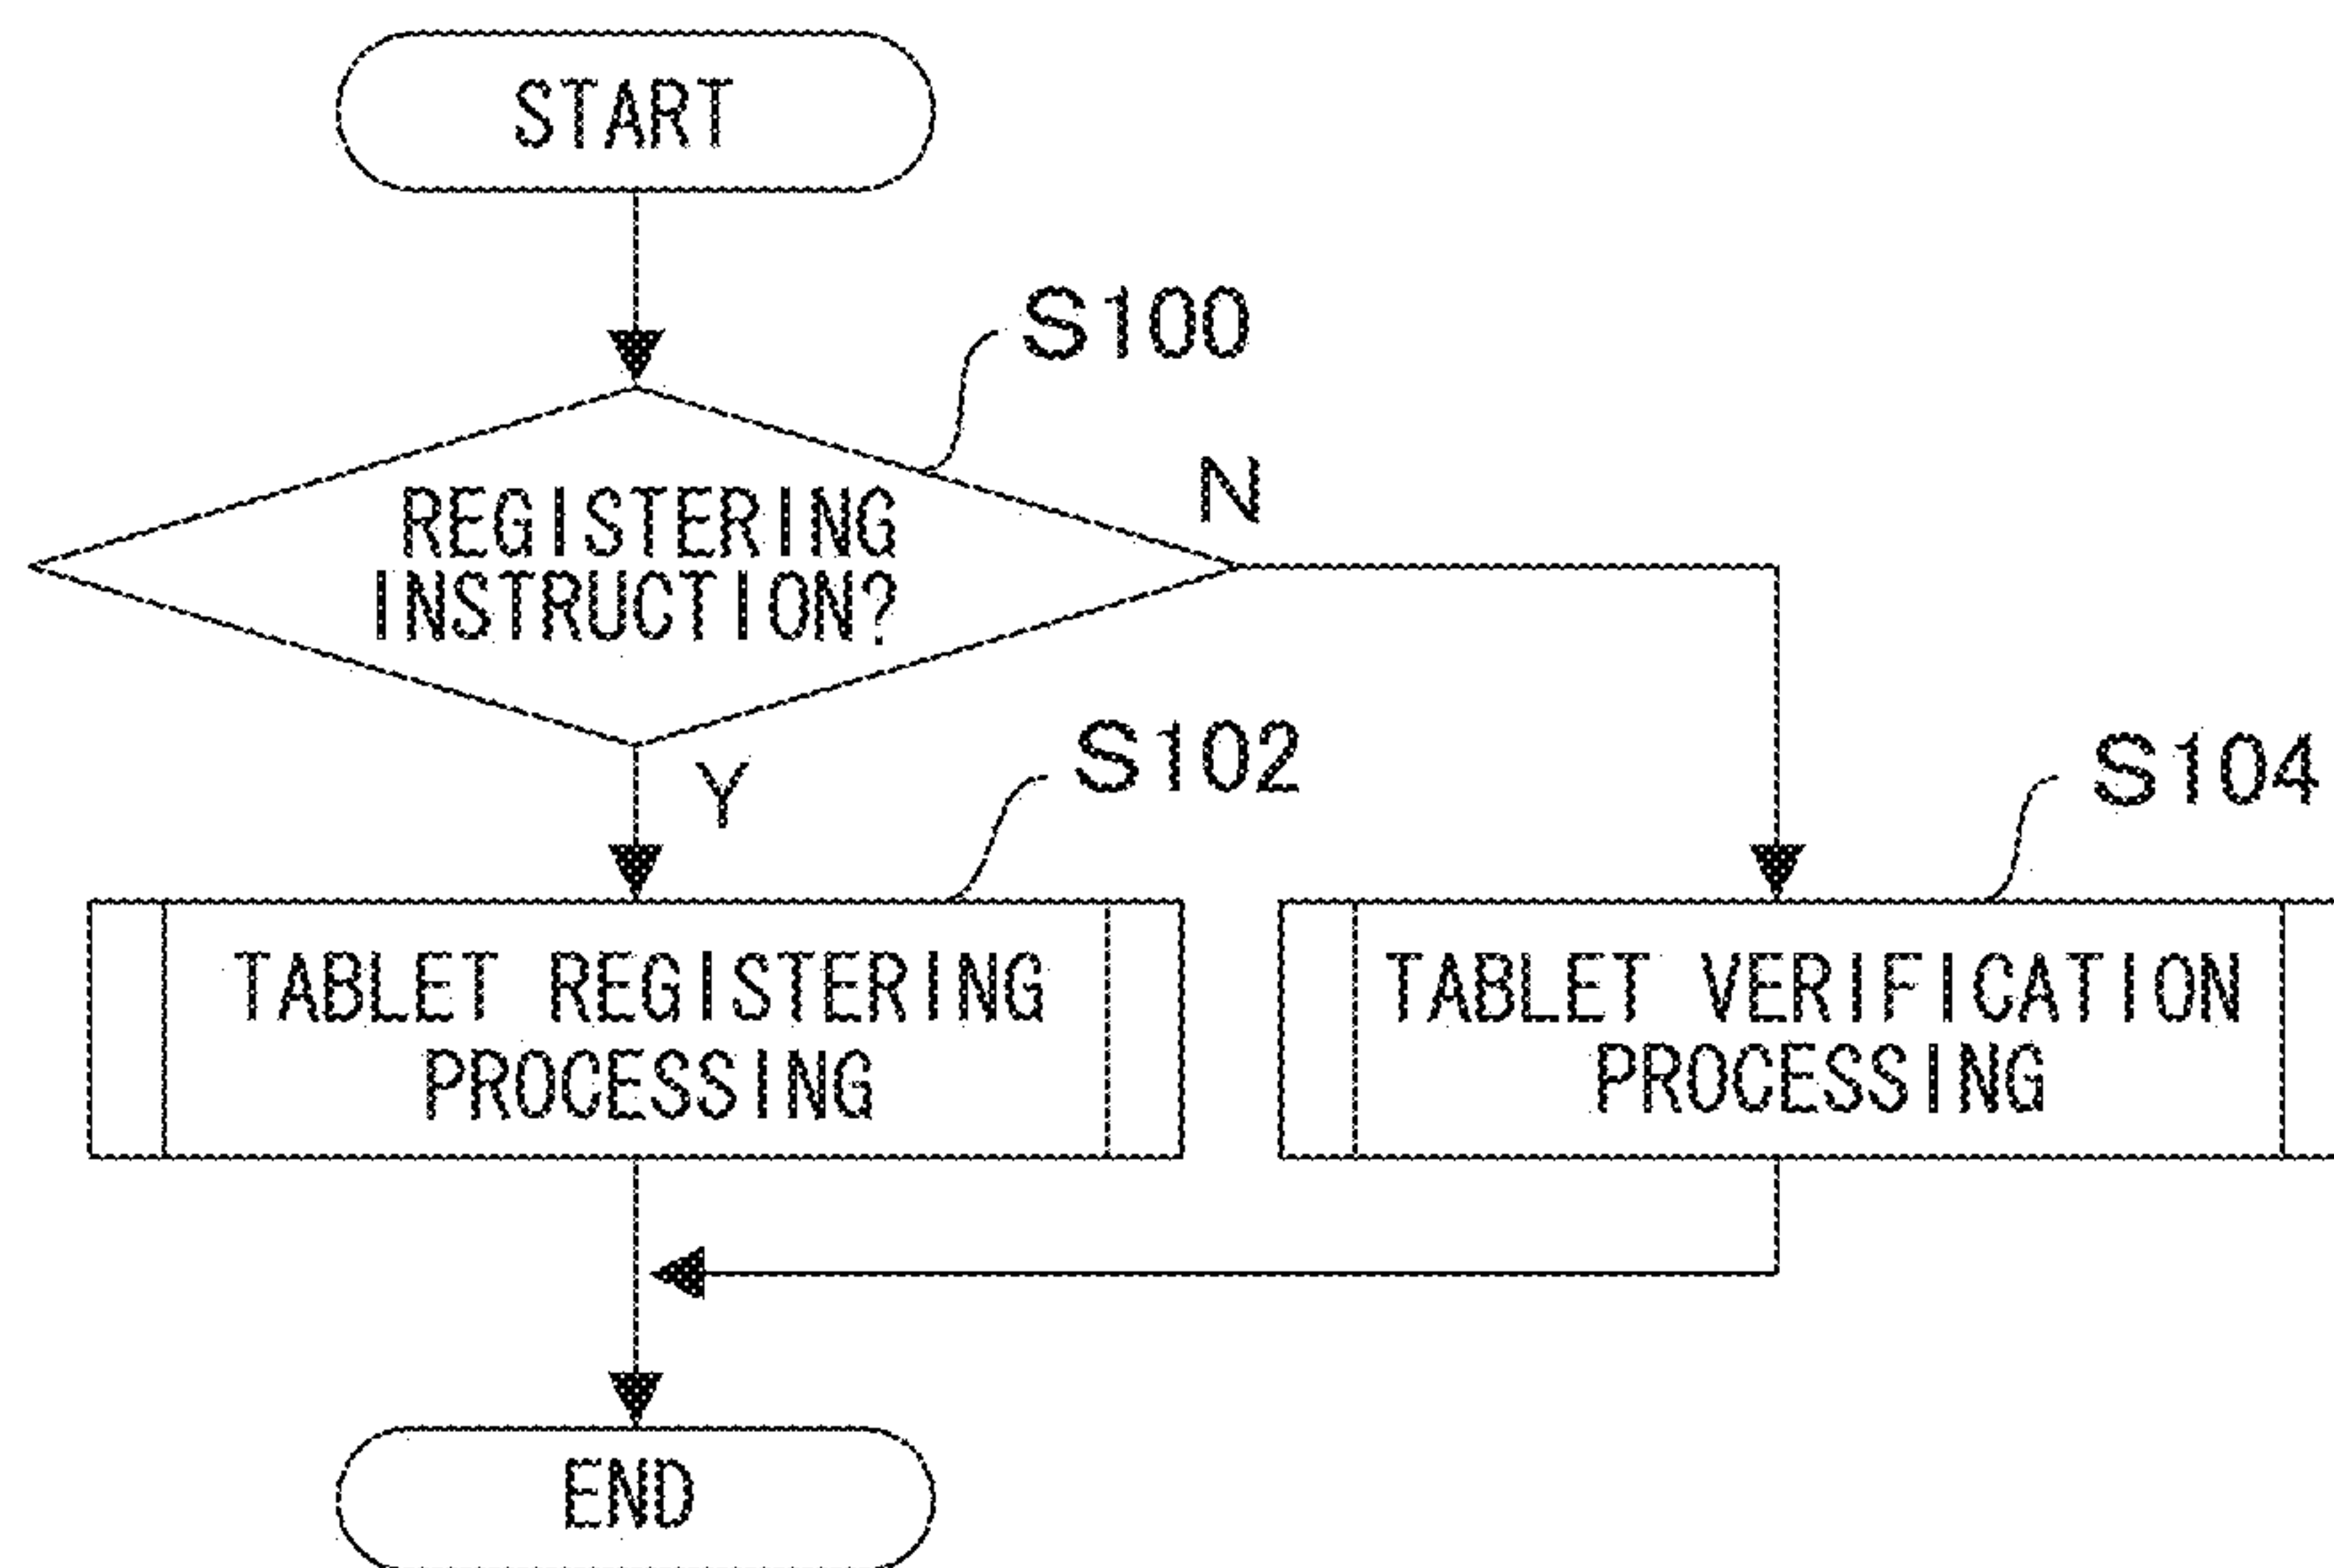 START
S100
N
REGISTERING
INSTRUCTION?
Y
S102
S104
TABLET REGISTERING
PROCESSING
TABLET VERIFICATION
PROCESSING
END